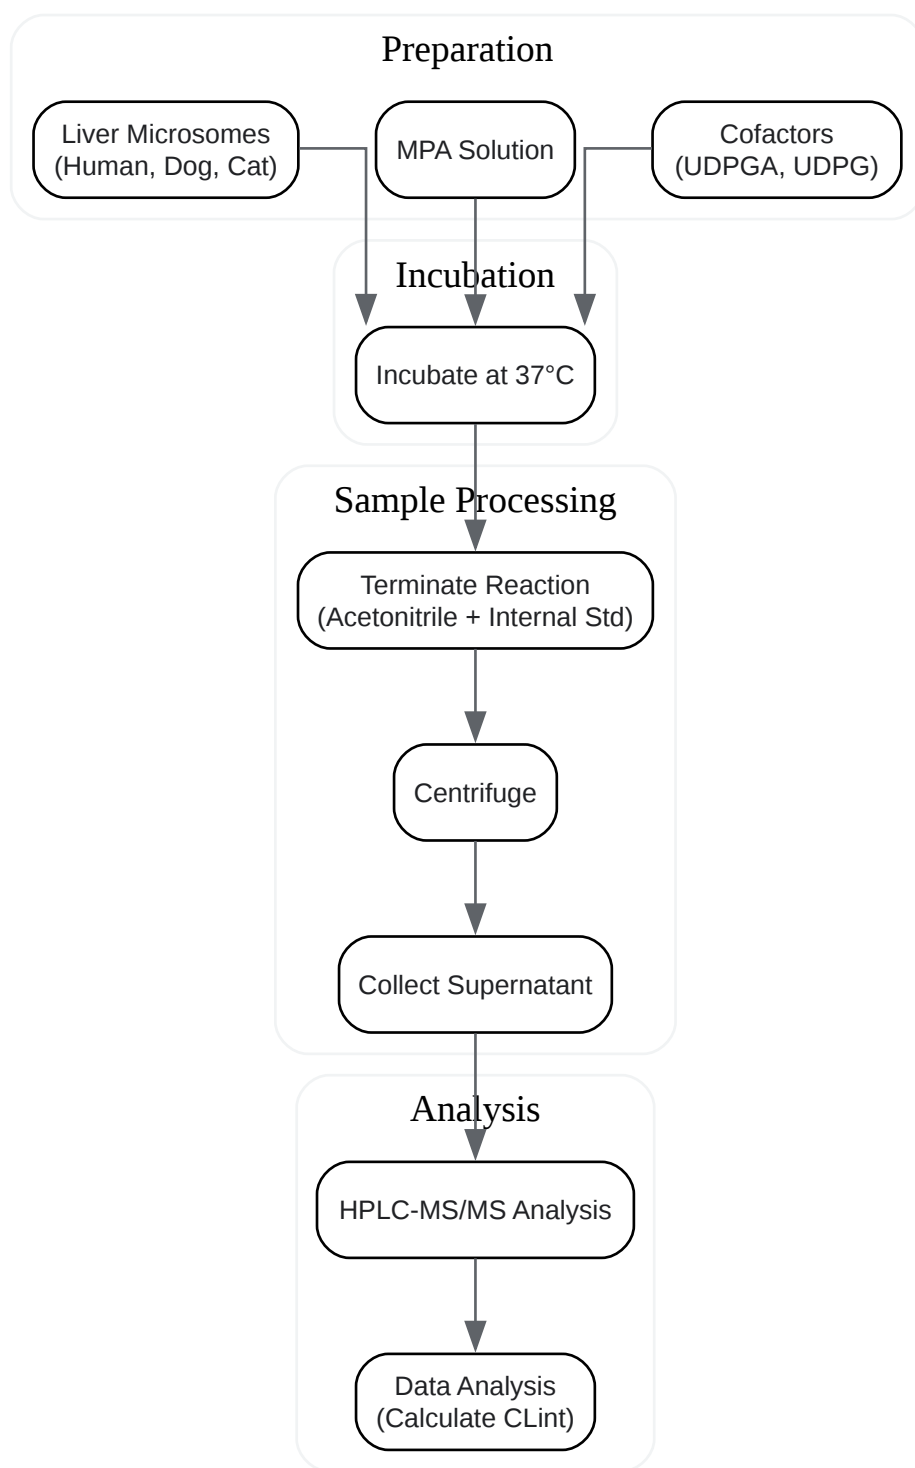 Preparation
Liver Microsomes
(Human, Dog, Cat)
MPA Solution
Cofactors
(UDPGA, UDPG)
Incubation
Incubate at 37°C
Sample Processing
Terminate Reaction
(Acetonitrile + Internal Std)
Centrifuge
Collect Supernatant
Analysis
HPLC-MS/MS Analysis
Data Analysis
(Calculate CLint)